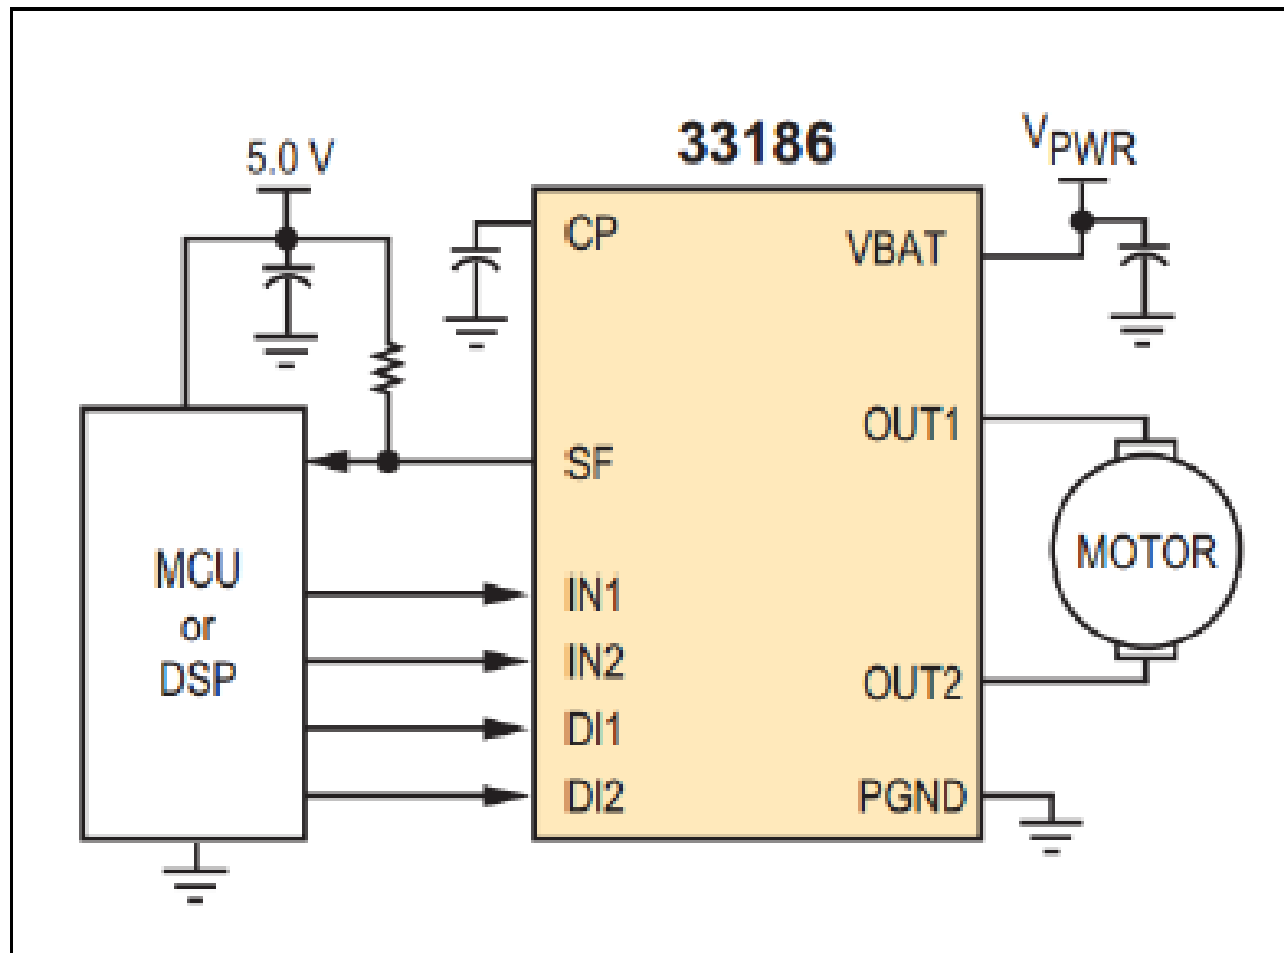 33186
5.0 V
VPWR
CP
VBAT
OUT1
SF
MCU
or
DSP
IN1
IN2
DI1
DI2
MOTOR
OUT2
PGND